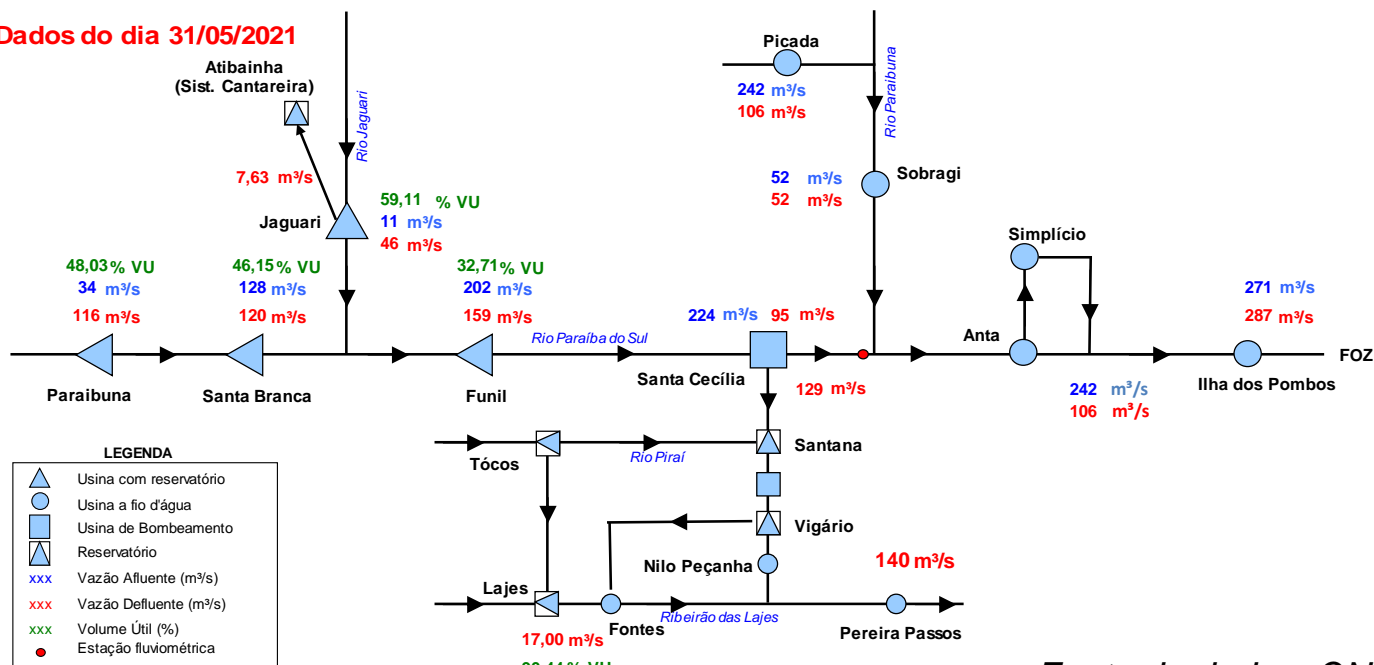 Dados do dia 31/05/2021
Atibainha
(Sist. Cantareira)
Rio Jaguari
7,63 m³/s
Jaguari
59,11 % VU
11 m³/s
46 m³/s
Picada
242 m³/s
106 m³/s
Rio Paraibuna
52 m³/s
52 m³/s
Sobragi
Simplício
48,03% VU
34 m³/s
116 m³/s
Paraibuna
46,15% VU
128 m³/s
120 m³/s
Santa Branca
32,71% VU
202 m³/s
159 m³/s
Funil
Rio Paraíba do Sul
224 m³/s 95 m³/s
Santa Cecília
129 m³/s
Anta
242 m³/s
106 m³/s
271 m³/s
287 m³/s
Ilha dos Pombos
FOZ
Tócos
Rio Piraí
Santana
Vigário
Nilo Peçanha
140 m³/s
Lajes
17,00 m³/s
Fontes
Ribeirão das Lajes
Pereira Passos
LEGENDA
Usina com reservatório
Usina a fio d'água
Usina de Bombeamento
Reservatório
xxx Vazão Afluente (m³/s)
xxx Vazão Defluente (m³/s)
xxx Volume Útil (%)
Estação fluviométrica